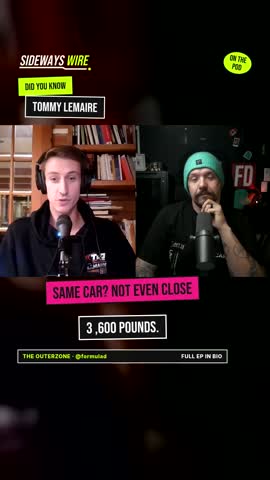 SIDEWAYS WIRE.
ON THE POD
DID YOU KNOW
TOMMY LEMAIRE
FD
SAME CAR? NOT EVEN CLOSE
3 ,600 POUNDS.
THE OUTERZONE - @formulad
FULL EP IN BIO